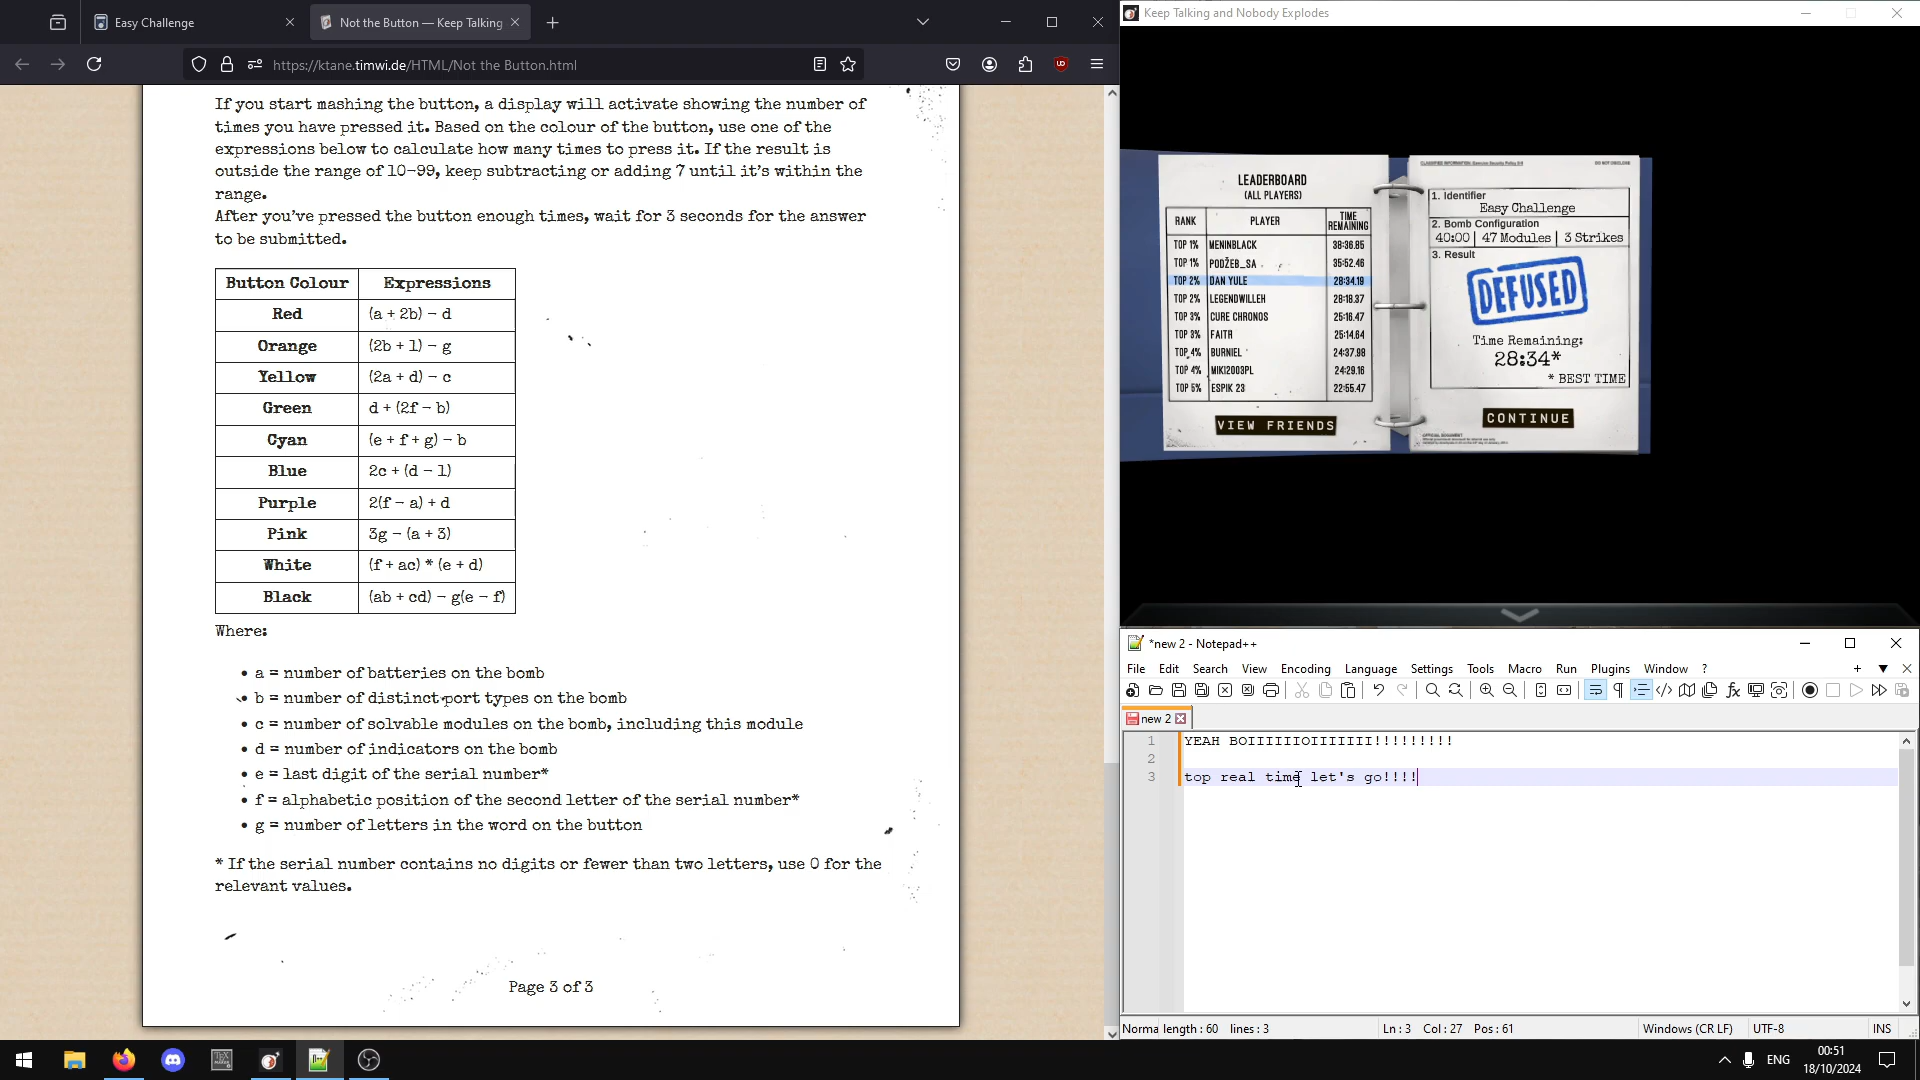 Easy Challenge
Not the Button — Keep Talking
https://ktane.timwi.de/HTML/Not the Button.html
If you start mashing the button, a display will activate showing the number of
times you have pressed it. Based on the colour of the button, use one of the
expressions below to calculate how many times to press it. If the result is
outside the range of 10–99, keep subtracting or adding 7 until it's within the
range.
After you've pressed the button enough times, wait for 3 seconds for the answer
to be submitted.
Button Colour Expressions
Red (a + 2b) − d
Orange (2b + 1) − g
Yellow (2a + d) − c
Green d + (2f − b)
Cyan (e + f + g) − b
Blue 2c + (d − 1)
Purple 2(f − a) + d
Pink 3g − (a + 3)
White (f + ac) * (e + d)
Black (ab + cd) − g(e − f)
Where:
• a = number of batteries on the bomb
• b = number of distinct port types on the bomb
• c = number of solvable modules on the bomb, including this module
• d = number of indicators on the bomb
• e = last digit of the serial number*
• f = alphabetic position of the second letter of the serial number*
• g = number of letters in the word on the button
* If the serial number contains no digits or fewer than two letters, use 0 for the
relevant values.
Page 3 of 3
Keep Talking and Nobody Explodes
LEADERBOARD
(ALL PLAYERS)
RANK PLAYER TIME REMAINING
TOP 1% MENINBLACK 38:36.85
TOP 1% PODŽEB_SA 35:52.46
TOP 2% DAN YULE 28:34.19
TOP 2% LEGENDWILLEH 28:18.37
TOP 3% CURE CHRONOS 25:16.47
TOP 3% FAITH 25:14.64
TOP 4% BURNIEL 24:37.98
TOP 4% MIKI2003PL 24:29.16
TOP 5% ESPIK 23 22:55.47
VIEW FRIENDS
1. Identifier
Easy Challenge
2. Bomb Configuration
40:00 | 47 Modules | 3 Strikes
3. Result
DEFUSED
Time Remaining:
28:34*
* BEST TIME
CONTINUE
*new 2 - Notepad++
File Edit Search View Encoding Language Settings Tools Macro Run Plugins Window ?
new 2
1 YEAH BOIIIIIIOIIIIIII!!!!!!!!!
2
3 top real time let's go!!!!
Norma length : 60 lines : 3 Ln : 3 Col : 27 Pos : 61 Windows (CR LF) UTF-8 INS
ENG
00:51
18/10/2024